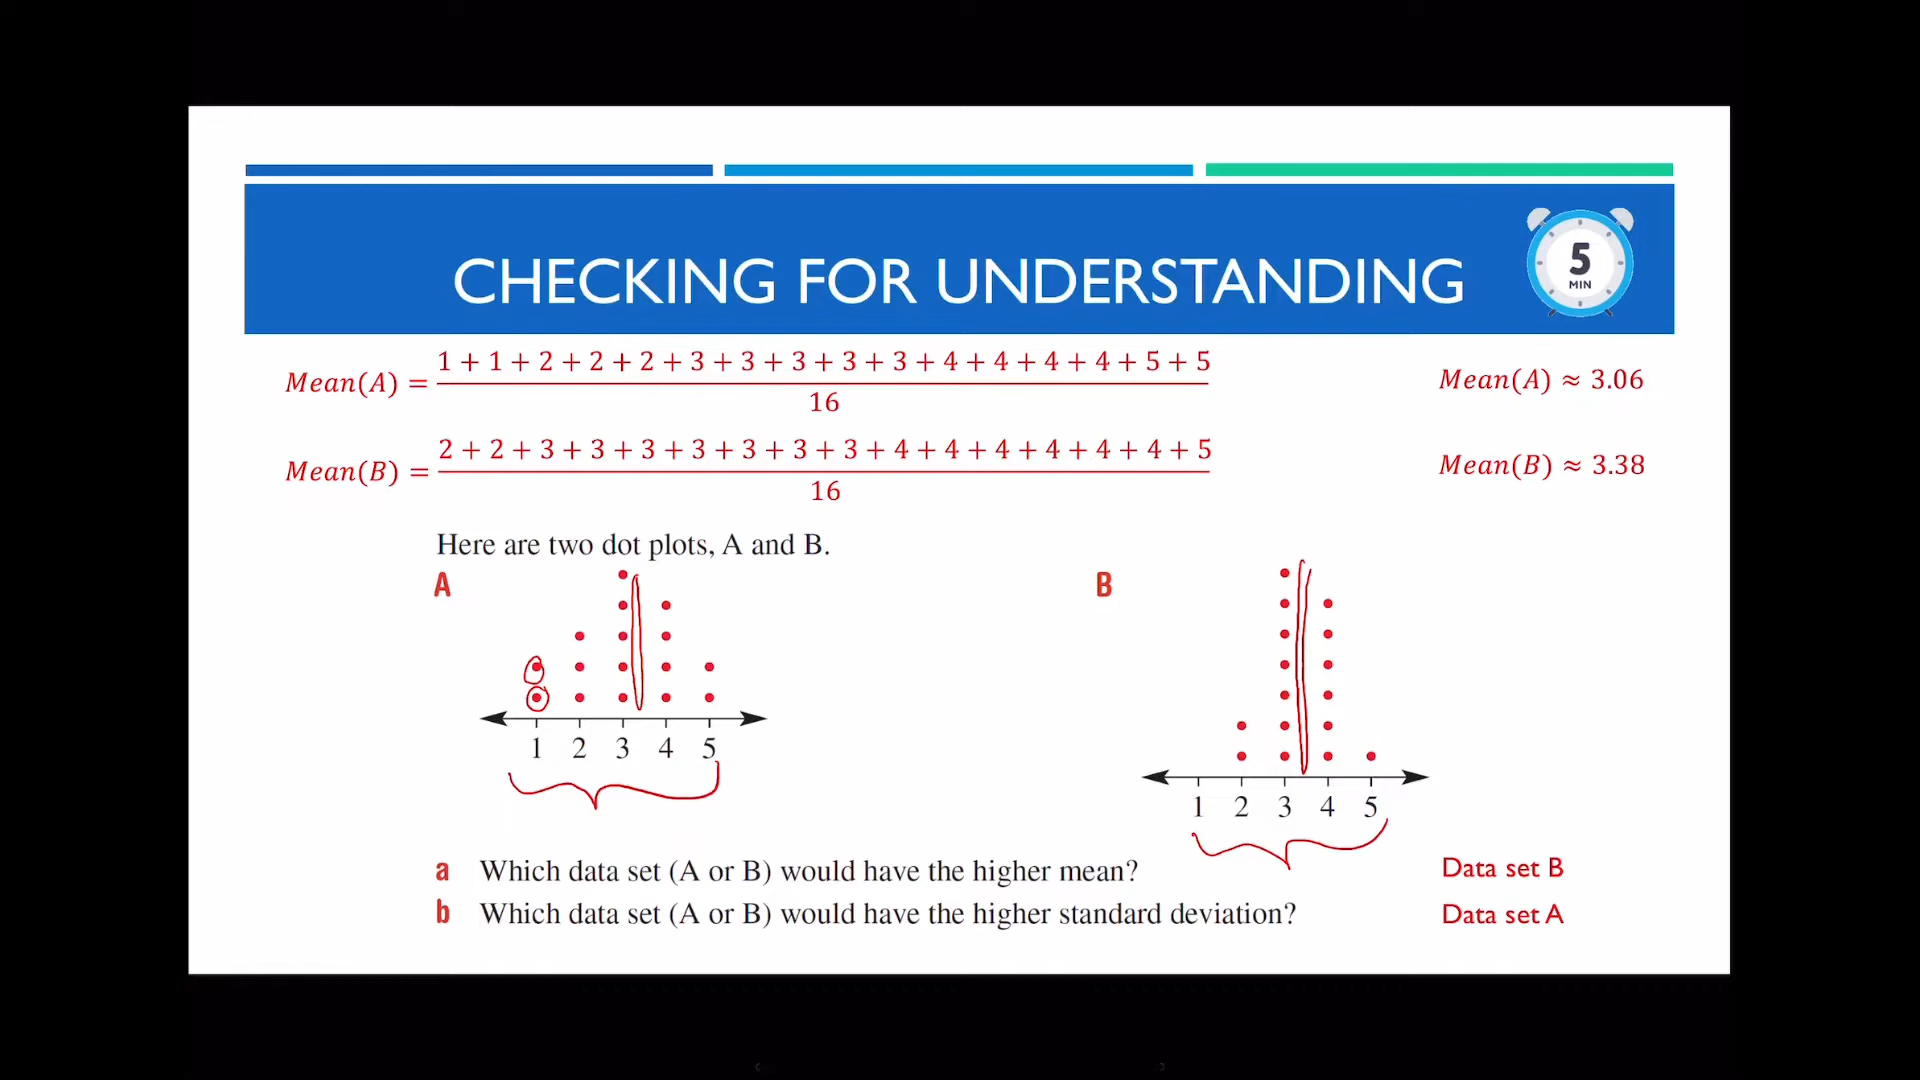 5
MIN
CHECKING FOR UNDERSTANDING
Mean(A) = 1 + 1 + 2 + 2 + 2 + 3 + 3 + 3 + 3 + 3 + 4 + 4 + 4 + 4 + 5 + 5 / 16
Mean(A) ≈ 3.06
Mean(B) = 2 + 2 + 3 + 3 + 3 + 3 + 3 + 3 + 3 + 4 + 4 + 4 + 4 + 4 + 4 + 5 / 16
Mean(B) ≈ 3.38
Here are two dot plots, A and B.
A
B
1 2 3 4 5
1 2 3 4 5
a Which data set (A or B) would have the higher mean?
Data set B
b Which data set (A or B) would have the higher standard deviation?
Data set A